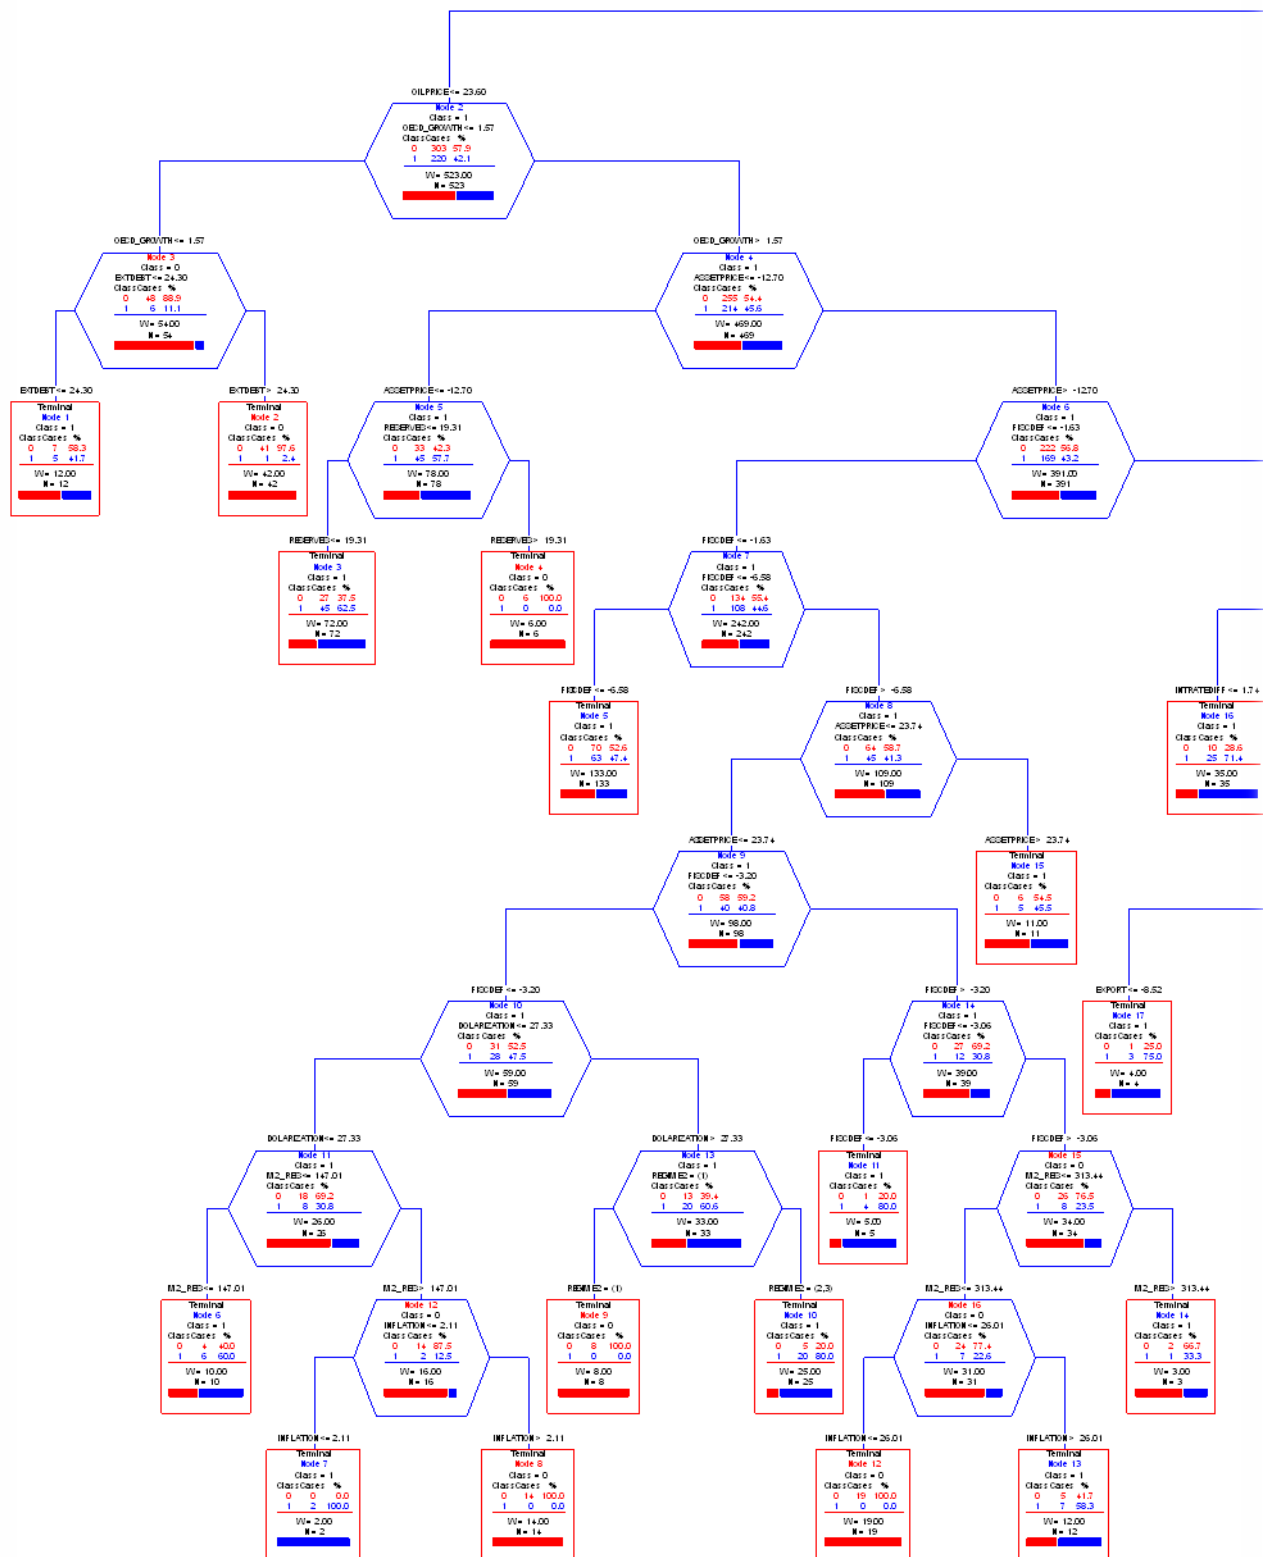 OILPRICE<= 23.60
Node 2
Class = 1
OECD_GROWTH<= 1.57
Class Cases %
0 303 57.9
1 220 42.1
W= 523.00
N= 523
OECD_GROWTH<= 1.57
Node 3
Class = 0
EXTDEBT<= 24.30
Class Cases %
0 48 88.9
1 6 11.1
W= 54.00
N= 54
OECD_GROWTH> 1.57
Node 4
Class = 1
ASSETPRICE<= -12.70
Class Cases %
0 255 54.4
1 214 45.6
W= 469.00
N= 469
EXTDEBT<= 24.30
Terminal
Node 1
Class = 1
Class Cases %
0 7 58.3
1 5 41.7
W= 12.00
N= 12
EXTDEBT> 24.30
Terminal
Node 2
Class = 0
Class Cases %
0 41 97.6
1 1 2.4
W= 42.00
N= 42
ASSETPRICE<= -12.70
Node 5
Class = 1
RESERVES<= 19.31
Class Cases %
0 33 42.3
1 45 57.7
W= 78.00
N= 78
ASSETPRICE> -12.70
Node 6
Class = 1
FISCDEF<= -1.63
Class Cases %
0 222 56.8
1 169 43.2
W= 391.00
N= 391
RESERVES<= 19.31
Terminal
Node 3
Class = 1
Class Cases %
0 27 37.5
1 45 62.5
W= 72.00
N= 72
RESERVES> 19.31
Terminal
Node 4
Class = 0
Class Cases %
0 6 100.0
1 0 0.0
W= 6.00
N= 6
FISCDEF<= -1.63
Node 7
Class = 1
FISCDEF<= -6.58
Class Cases %
0 134 55.4
1 108 44.6
W= 242.00
N= 242
FISCDEF<= -6.58
Terminal
Node 5
Class = 1
Class Cases %
0 70 52.6
1 63 47.4
W= 133.00
N= 133
FISCDEF> -6.58
Node 8
Class = 1
ASSETPRICE<= 23.74
Class Cases %
0 64 58.7
1 45 41.3
W= 109.00
N= 109
INTRATEDIFF<= 1.74
Terminal
Node 16
Class = 1
Class Cases %
0 10 28.6
1 25 71.4
W= 35.00
N= 35
ASSETPRICE<= 23.74
Node 9
Class = 1
FISCDEF<= -3.20
Class Cases %
0 58 59.2
1 40 40.8
W= 98.00
N= 98
ASSETPRICE> 23.74
Terminal
Node 15
Class = 1
Class Cases %
0 6 54.5
1 5 45.5
W= 11.00
N= 11
FISCDEF<= -3.20
Node 10
Class = 1
DOLARIZATION<= 27.33
Class Cases %
0 31 52.5
1 28 47.5
W= 59.00
N= 59
FISCDEF> -3.20
Node 14
Class = 1
FISCDEF<= -3.06
Class Cases %
0 27 69.2
1 12 30.8
W= 39.00
N= 39
EXPORT<= -8.52
Terminal
Node 17
Class = 1
Class Cases %
0 1 25.0
1 3 75.0
W= 4.00
N= 4
DOLARIZATION<= 27.33
Node 11
Class = 1
M2_RES<= 147.01
Class Cases %
0 18 69.2
1 8 30.8
W= 26.00
N= 26
DOLARIZATION> 27.33
Node 13
Class = 1
REGIME2= (1)
Class Cases %
0 13 39.4
1 20 60.6
W= 33.00
N= 33
FISCDEF<= -3.06
Terminal
Node 11
Class = 1
Class Cases %
0 1 20.0
1 4 80.0
W= 5.00
N= 5
FISCDEF> -3.06
Node 15
Class = 0
M2_RES<= 313.44
Class Cases %
0 26 76.5
1 8 23.5
W= 34.00
N= 34
M2_RES<= 147.01
Terminal
Node 6
Class = 1
Class Cases %
0 4 40.0
1 6 60.0
W= 10.00
N= 10
M2_RES> 147.01
Node 12
Class = 0
INFLATION<= 2.11
Class Cases %
0 14 87.5
1 2 12.5
W= 16.00
N= 16
REGIME2= (1)
Terminal
Node 9
Class = 0
Class Cases %
0 8 100.0
1 0 0.0
W= 8.00
N= 8
REGIME2= (2,3)
Terminal
Node 10
Class = 1
Class Cases %
0 5 20.0
1 20 80.0
W= 25.00
N= 25
M2_RES<= 313.44
Node 16
Class = 0
INFLATION<= 26.01
Class Cases %
0 24 77.4
1 7 22.6
W= 31.00
N= 31
M2_RES> 313.44
Terminal
Node 14
Class = 1
Class Cases %
0 2 66.7
1 1 33.3
W= 3.00
N= 3
INFLATION<= 2.11
Terminal
Node 7
Class = 1
Class Cases %
0 0 0.0
1 2 100.0
W= 2.00
N= 2
INFLATION> 2.11
Terminal
Node 8
Class = 0
Class Cases %
0 14 100.0
1 0 0.0
W= 14.00
N= 14
INFLATION<= 26.01
Terminal
Node 12
Class = 0
Class Cases %
0 19 100.0
1 0 0.0
W= 19.00
N= 19
INFLATION> 26.01
Terminal
Node 13
Class = 1
Class Cases %
0 5 41.7
1 7 58.3
W= 12.00
N= 12